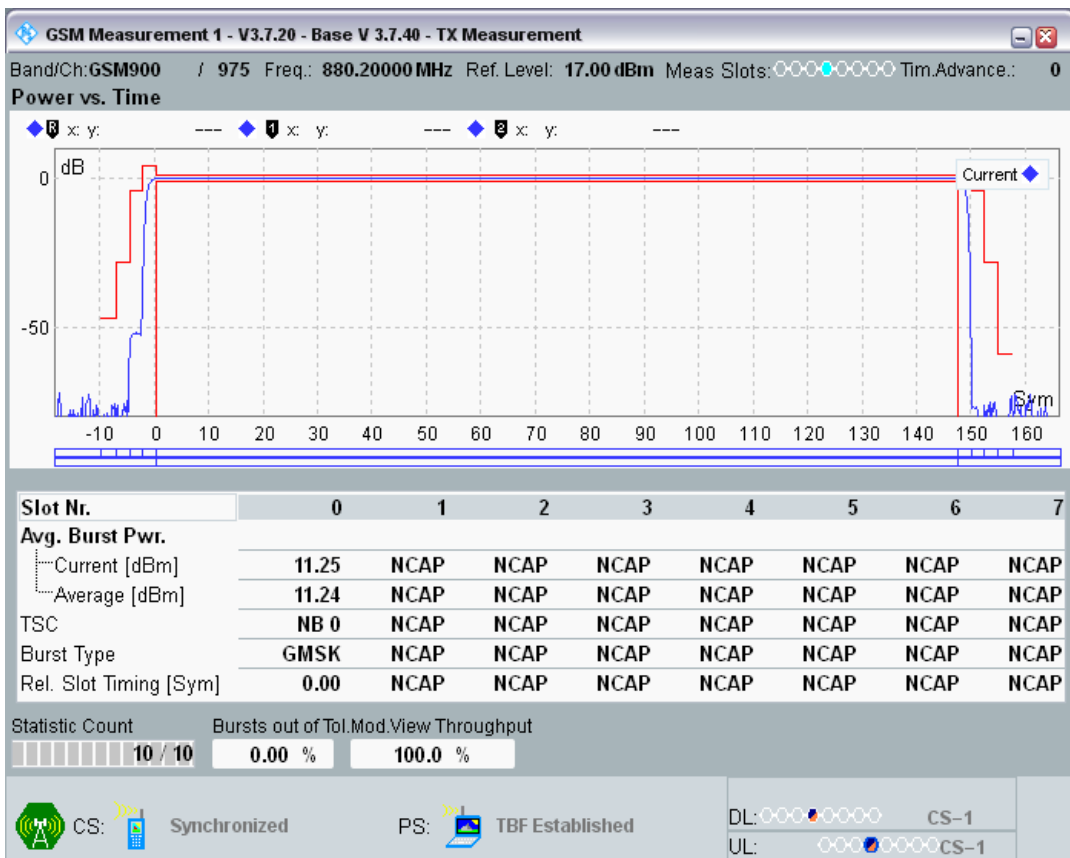 GSM Measurement 1 - V3.7.20 - Base V 3.7.40 - TX Measurement
Band/Ch:GSM900 / 975 Freq.: 880.20000 MHz Ref. Level: 17.00 dBm Meas Slots: Tim.Advance.: 0
Power vs. Time
R x: y: --- 1 x: y: --- 2 x: y: ---
dB
Current
0
-50
Sym
-10 0 10 20 30 40 50 60 70 80 90 100 110 120 130 140 150 160
Slot Nr. 0 1 2 3 4 5 6 7
Avg. Burst Pwr.
Current [dBm] 11.25 NCAP NCAP NCAP NCAP NCAP NCAP NCAP
Average [dBm] 11.24 NCAP NCAP NCAP NCAP NCAP NCAP NCAP
TSC NB 0 NCAP NCAP NCAP NCAP NCAP NCAP NCAP
Burst Type GMSK NCAP NCAP NCAP NCAP NCAP NCAP NCAP
Rel. Slot Timing [Sym] 0.00 NCAP NCAP NCAP NCAP NCAP NCAP NCAP
Statistic Count Bursts out of Tol.Mod.View Throughput
10 / 10 0.00 % 100.0 %
CS: Synchronized PS: TBF Established
DL: CS-1
UL: CS-1